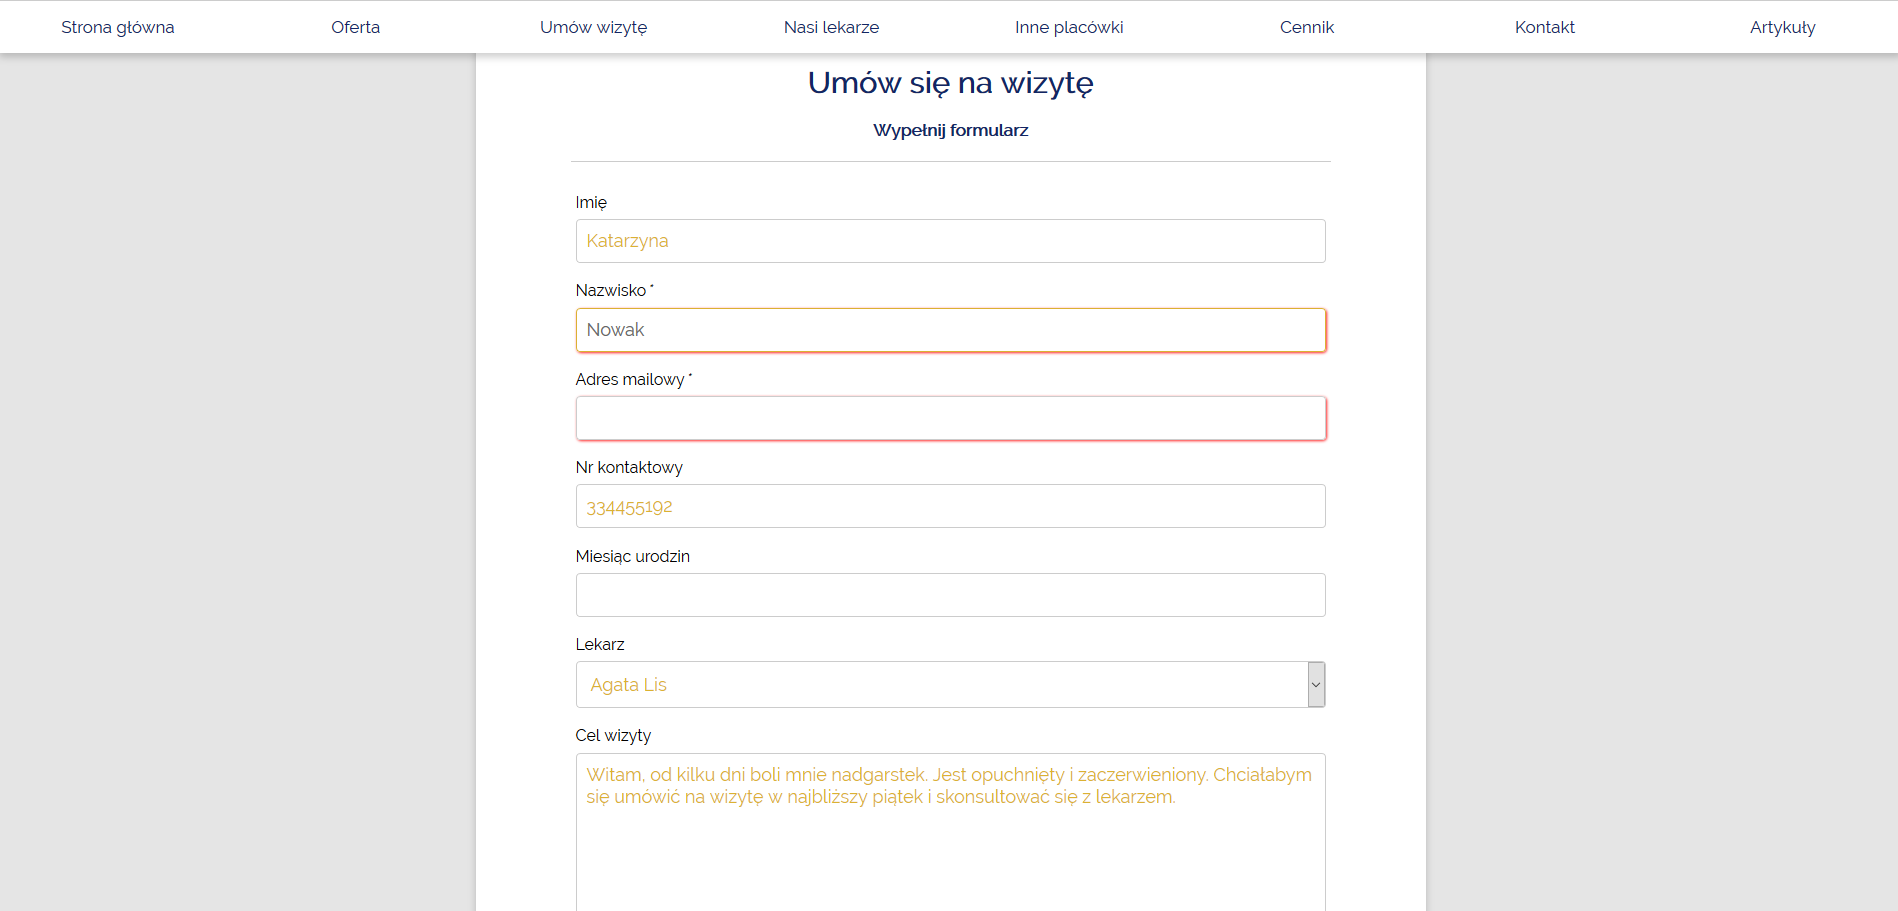 Strona główna Oferta Umów wizytę Nasi lekarze Inne placówki Cennik Kontakt Artykuły
Umów się na wizytę
Wypełnij formularz
Imię
Katarzyna
Nazwisko *
Nowak
Adres mailowy *
Nr kontaktowy
334455192
Miesiąc urodzin
Lekarz
Agata Lis
Cel wizyty
Witam, od kilku dni boli mnie nadgarstek. Jest opuchnięty i zaczerwieniony. Chciałabym
się umówić na wizytę w najbliższy piątek i skonsultować się z lekarzem.